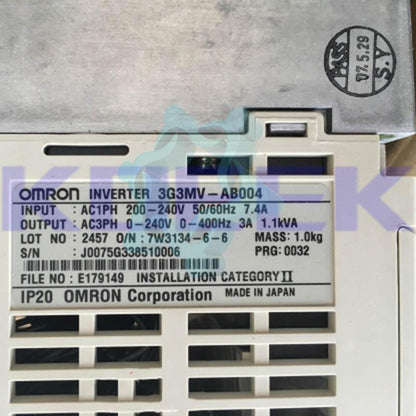 PASS
'07.5.29
S.Y
OMRON INVERTER 3G3MV-AB004
INPUT : AC1PH 200-240V 50/60Hz 7.4A
OUTPUT : AC3PH 0-240V 0-400Hz 3A 1.1kVA
LOT NO : 2457 O/N : 7W3134-6-6 MASS: 1.0kg
S/N : J0075G338510006 PRG: 0032
FILE NO : E179149 INSTALLATION CATEGORY II
IP20 OMRON Corporation MADE IN JAPAN